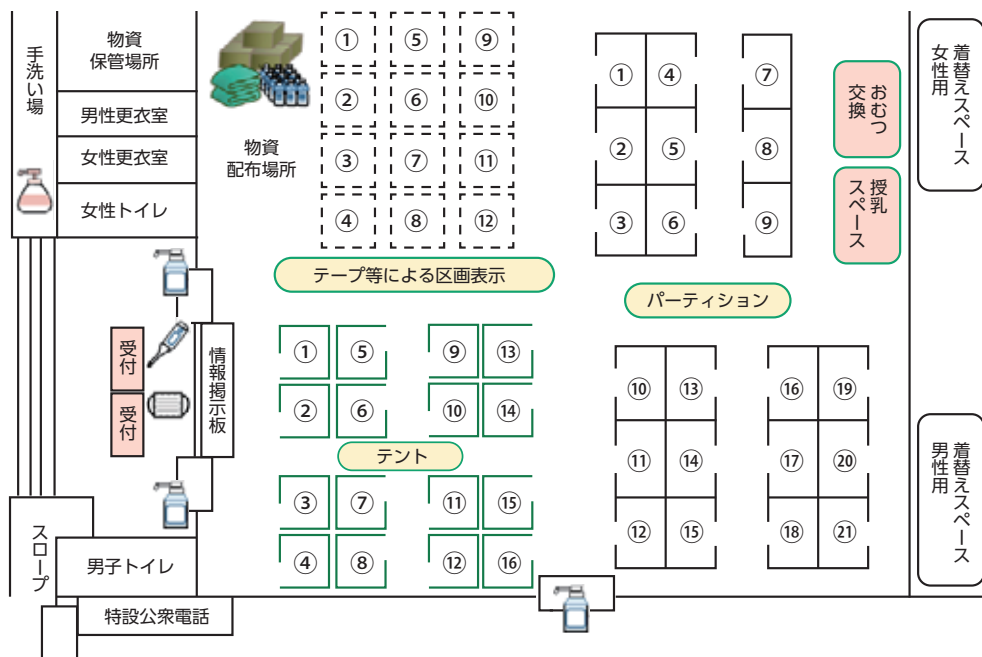 手洗い場
物資
保管場所
男性更衣室
女性更衣室
女性トイレ
物資
配布場所
① ⑤ ⑨
② ⑥ ⑩
③ ⑦ ⑪
④ ⑧ ⑫
テープ等による区画表示
① ④ ⑦
② ⑤ ⑧
③ ⑥ ⑨
パーティション
おむつ
交換
授乳
スペース
着替えスペース
女性用
受付
受付
情報掲示板
① ⑤ ⑨ ⑬
② ⑥ ⑩ ⑭
テント
③ ⑦ ⑪ ⑮
④ ⑧ ⑫ ⑯
⑩ ⑬ ⑯ ⑲
⑪ ⑭ ⑰ ⑳
⑫ ⑮ ⑱ ㉑
着替えスペース
男性用
スロープ
男子トイレ
特設公衆電話